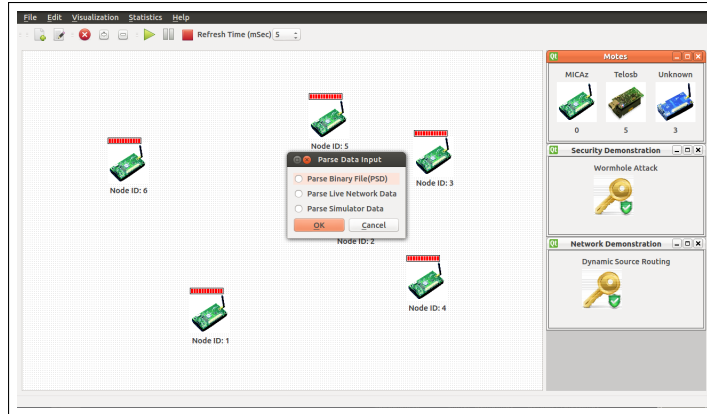 File Edit Visualization Statistics Help
Refresh Time (mSec) 5
Motes
MICAz Telosb Unknown
0 5 3
Node ID: 5
Node ID: 6
Node ID: 3
Parse Data Input
Parse Binary File(PSD)
Parse Live Network Data
Parse Simulator Data
OK Cancel
Node ID: 2
Security Demonstration
Wormhole Attack
Network Demonstration
Dynamic Source Routing
Node ID: 4
Node ID: 1